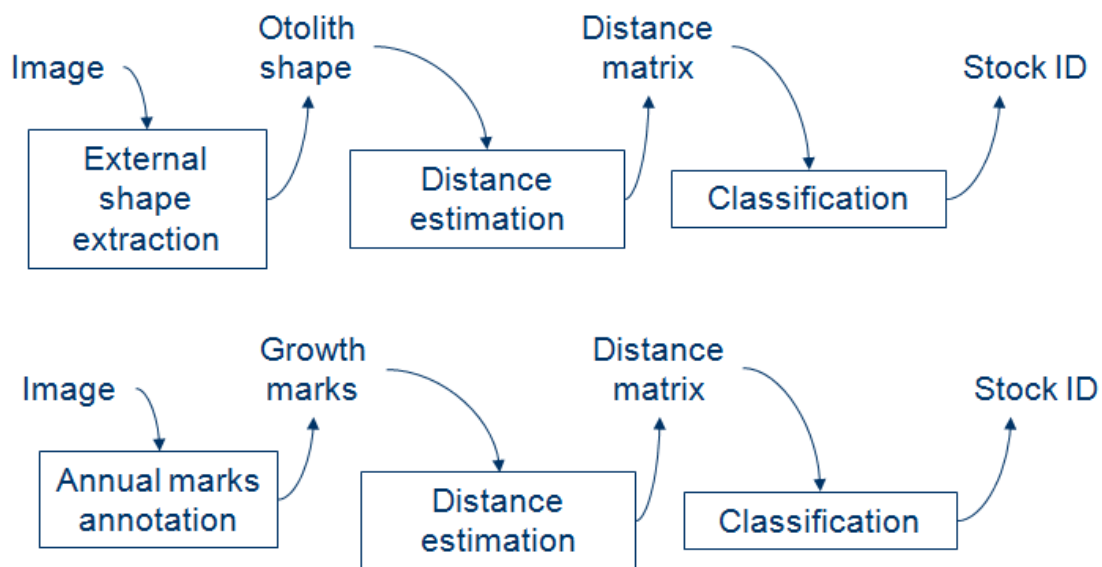 Image
External
shape
extraction
Otolith
shape
Distance
estimation
Distance
matrix
Classification
Stock ID
Image
Annual marks
annotation
Growth
marks
Distance
estimation
Distance
matrix
Classification
Stock ID